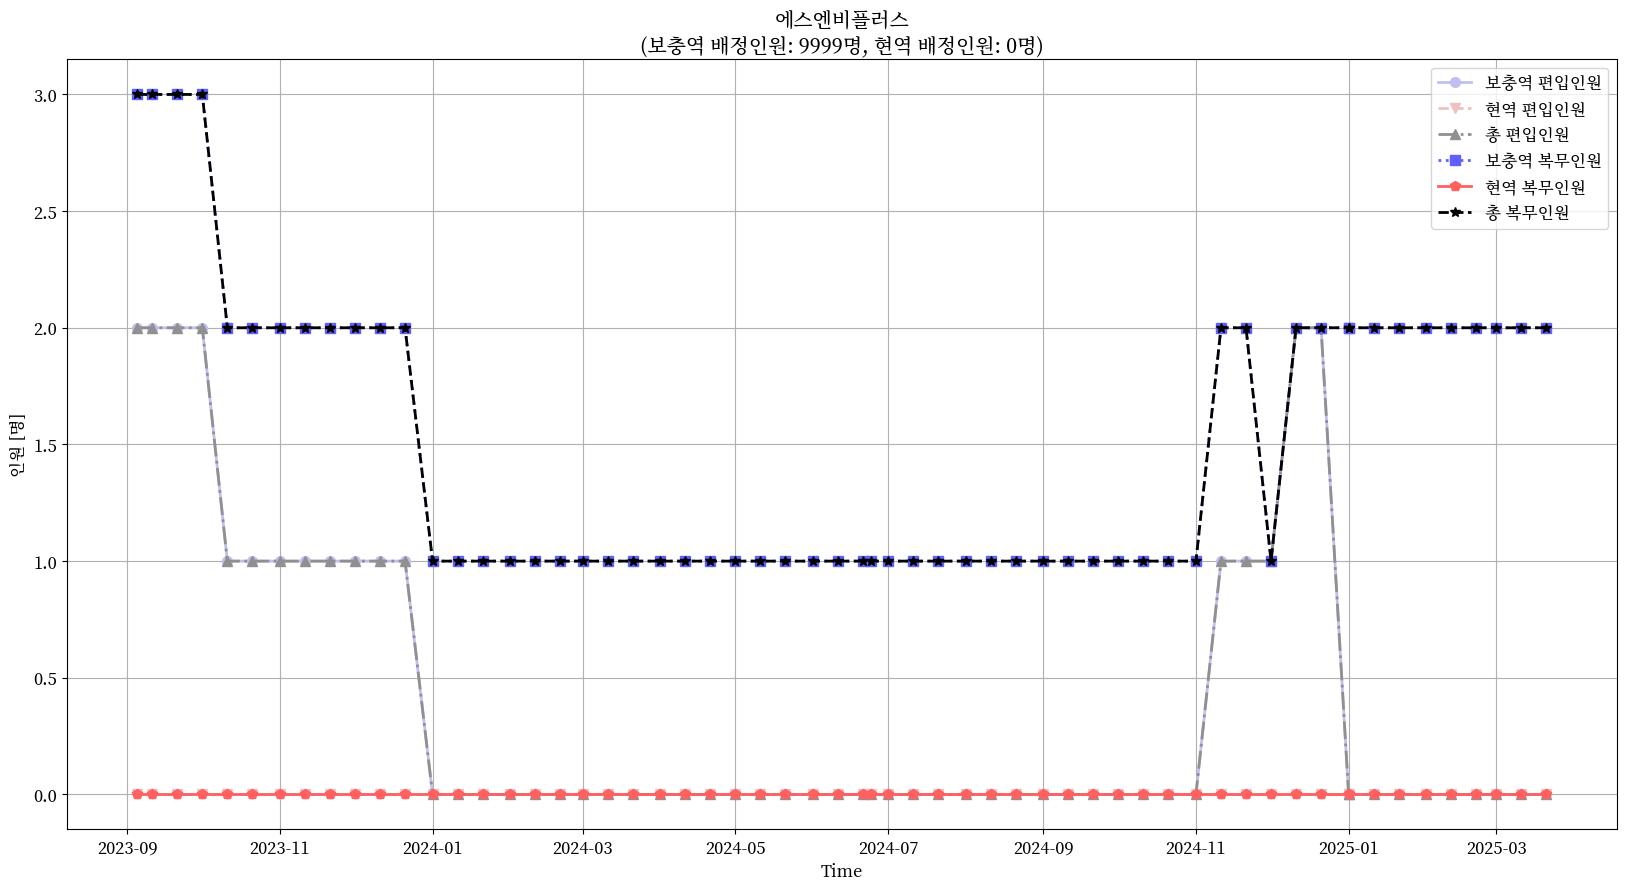 에스엔비플러스
(보충역 배정인원: 9999명, 현역 배정인원: 0명)
보충역 편입인원
현역 편입인원
총 편입인원
보충역 복무인원
현역 복무인원
총 복무인원
인원 [명]
3.0
2.5
2.0
1.5
1.0
0.5
0.0
2023-09
2023-11
2024-01
2024-03
2024-05
2024-07
2024-09
2024-11
2025-01
2025-03
Time